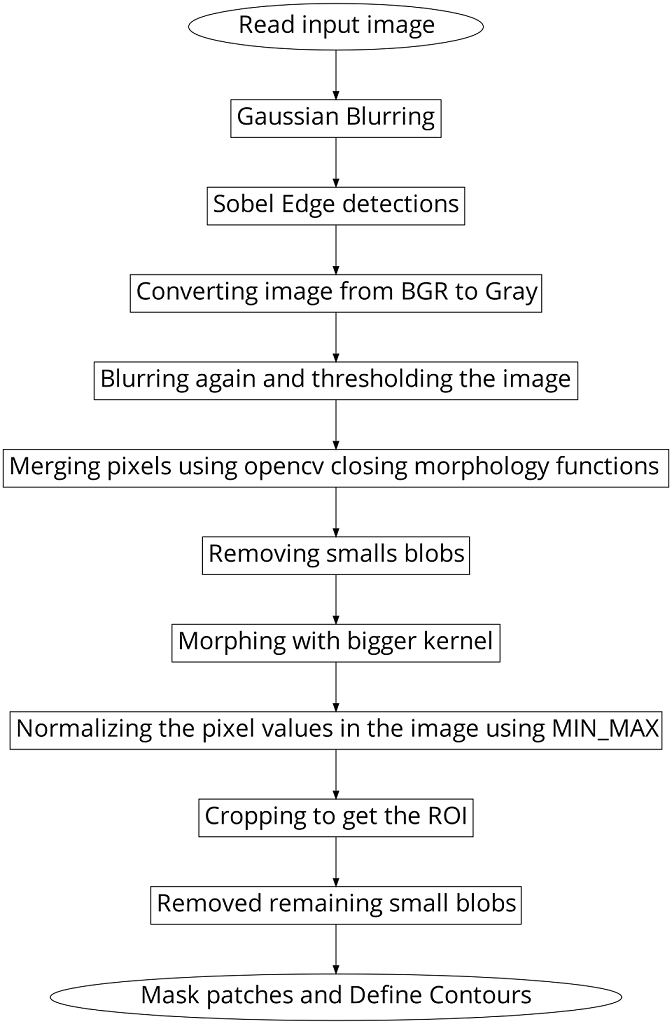 Read input image
Gaussian Blurring
Sobel Edge detections
Converting image from BGR to Gray
Blurring again and thresholding the image
Merging pixels using opencv closing morphology functions
Removing smalls blobs
Morphing with bigger kernel
Normalizing the pixel values in the image using MIN_MAX
Cropping to get the ROI
Removed remaining small blobs
Mask patches and Define Contours